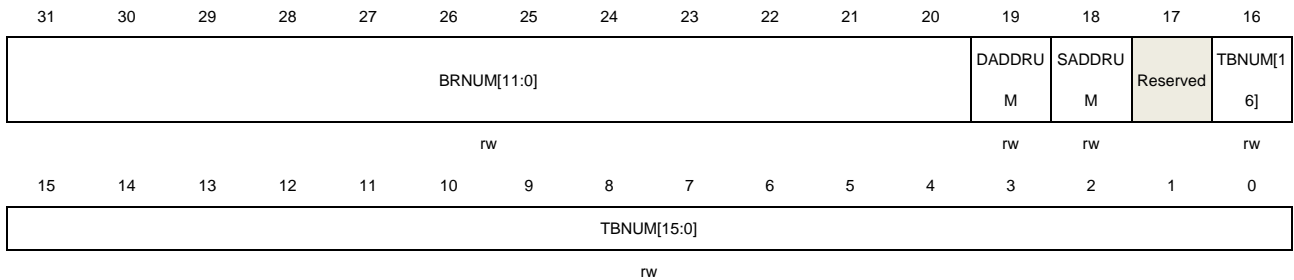 31 30 29 28 27 26 25 24 23 22 21 20 19 18 17 16
BRNUM[11:0] DADDRU SADDRU Reserved TBNUM[1
M M 6]
rw rw rw rw
15 14 13 12 11 10 9 8 7 6 5 4 3 2 1 0
TBNUM[15:0]
rw